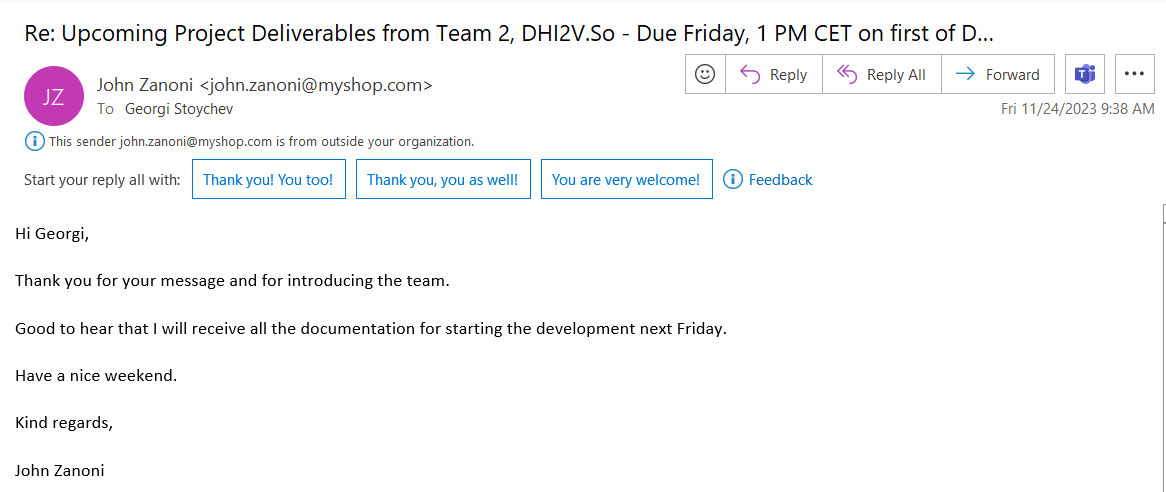 Re: Upcoming Project Deliverables from Team 2, DHI2V.So - Due Friday, 1 PM CET on first of D...
JZ
John Zanoni <john.zanoni@myshop.com>
To Georgi Stoychev
Reply
Reply All
Forward
Fri 11/24/2023 9:38 AM
This sender john.zanoni@myshop.com is from outside your organization.
Start your reply all with: Thank you! You too! Thank you, you as well! You are very welcome! Feedback
Hi Georgi,
Thank you for your message and for introducing the team.
Good to hear that I will receive all the documentation for starting the development next Friday.
Have a nice weekend.
Kind regards,
John Zanoni